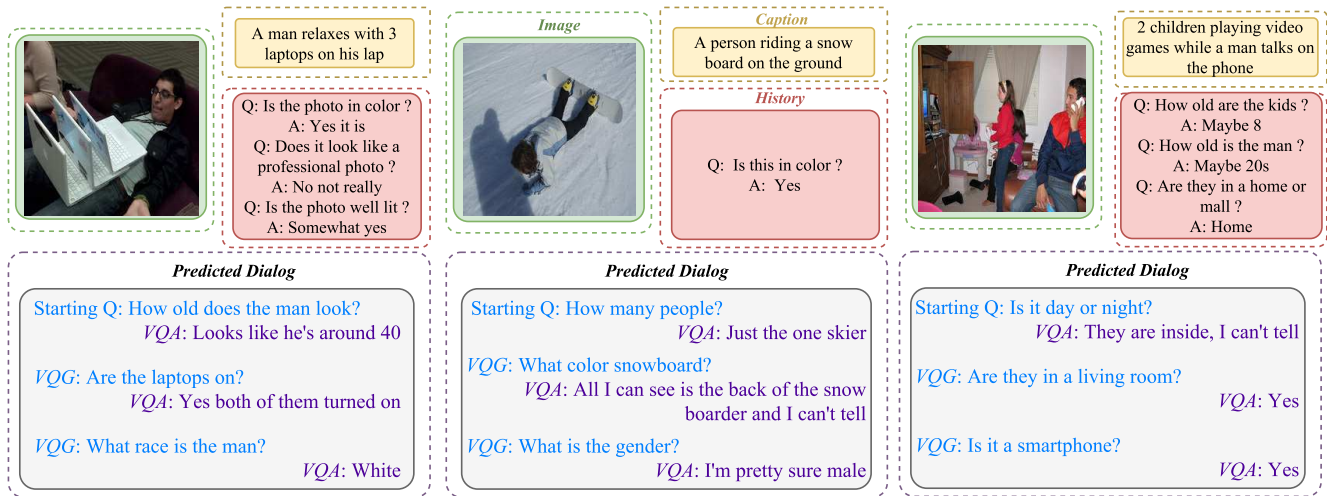 A man relaxes with 3
laptops on his lap
Q: Is the photo in color ?
A: Yes it is
Q: Does it look like a
professional photo ?
A: No not really
Q: Is the photo well lit ?
A: Somewhat yes
Predicted Dialog
Starting Q: How old does the man look?
VQA: Looks like he's around 40
VQG: Are the laptops on?
VQA: Yes both of them turned on
VQG: What race is the man?
VQA: White
Image
Caption
A person riding a snow
board on the ground
History
Q: Is this in color ?
A: Yes
Predicted Dialog
Starting Q: How many people?
VQA: Just the one skier
VQG: What color snowboard?
VQA: All I can see is the back of the snow
boarder and I can't tell
VQG: What is the gender?
VQA: I'm pretty sure male
2 children playing video
games while a man talks on
the phone
Q: How old are the kids ?
A: Maybe 8
Q: How old is the man ?
A: Maybe 20s
Q: Are they in a home or
mall ?
A: Home
Predicted Dialog
Starting Q: Is it day or night?
VQA: They are inside, I can't tell
VQG: Are they in a living room?
VQA: Yes
VQG: Is it a smartphone?
VQA: Yes